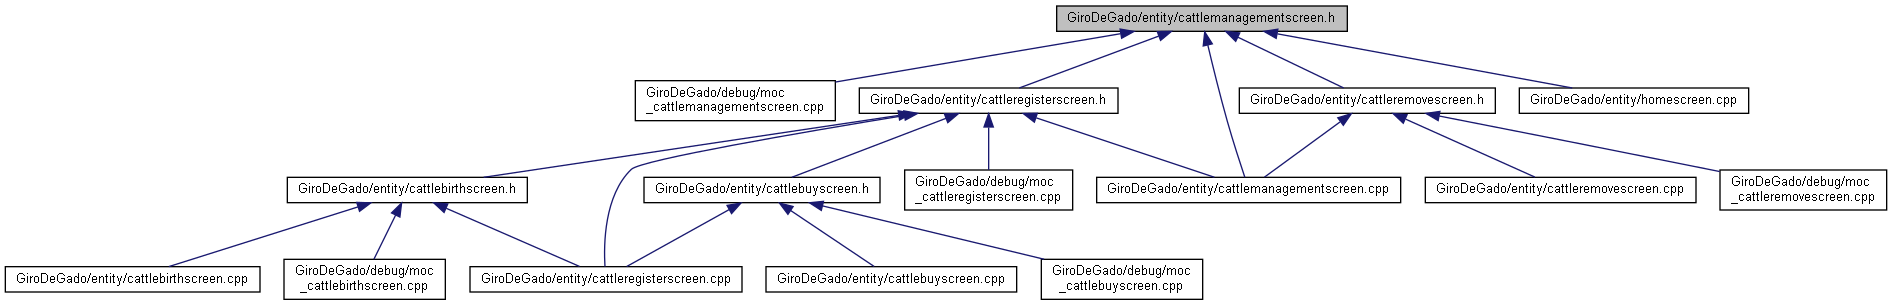 GiroDeGado/entity/cattlemanagementscreen.h
GiroDeGado/debug/moc
_cattlemanagementscreen.cpp
GiroDeGado/entity/cattleregisterscreen.h
GiroDeGado/entity/cattleremovescreen.h
GiroDeGado/entity/homescreen.cpp
GiroDeGado/entity/cattlebirthscreen.h
GiroDeGado/entity/cattlebuyscreen.h
GiroDeGado/debug/moc
_cattleregisterscreen.cpp
GiroDeGado/entity/cattlemanagementscreen.cpp
GiroDeGado/entity/cattleremovescreen.cpp
GiroDeGado/debug/moc
_cattleremovescreen.cpp
GiroDeGado/entity/cattlebirthscreen.cpp
GiroDeGado/debug/moc
_cattlebirthscreen.cpp
GiroDeGado/entity/cattleregisterscreen.cpp
GiroDeGado/entity/cattlebuyscreen.cpp
GiroDeGado/debug/moc
_cattlebuyscreen.cpp